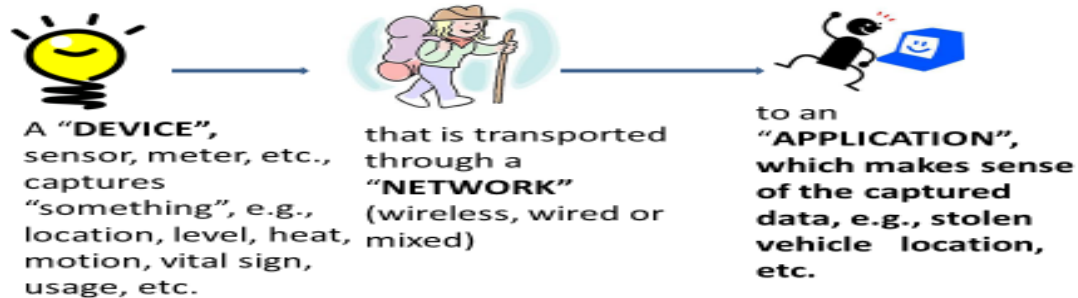 A “DEVICE”,
sensor, meter, etc.,
captures
“something”, e.g.,
location, level, heat,
motion, vital sign,
usage, etc.
that is transported
through a
“NETWORK”
(wireless, wired or
mixed)
to an
“APPLICATION”,
which makes sense
of the captured
data, e.g., stolen
vehicle location,
etc.